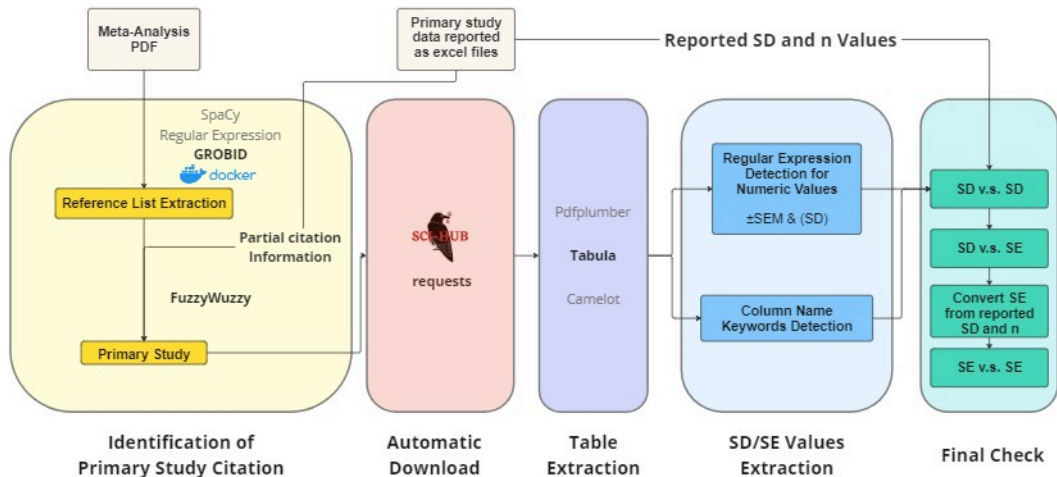 Meta-Analysis
PDF
Primary study
data reported
as excel files
Reported SD and n Values
SpaCy
Regular Expression
GROBID
docker
Reference List Extraction
Partial citation
Information
FuzzyWuzzy
Primary Study
SCI-HUB
requests
Pdfplumber
Tabula
Camelot
Regular Expression
Detection for
Numeric Values
±SEM & (SD)
Column Name
Keywords Detection
SD v.s. SD
SD v.s. SE
Convert SE
from reported
SD and n
SE v.s. SE
Identification of
Primary Study Citation
Automatic
Download
Table
Extraction
SD/SE Values
Extraction
Final Check